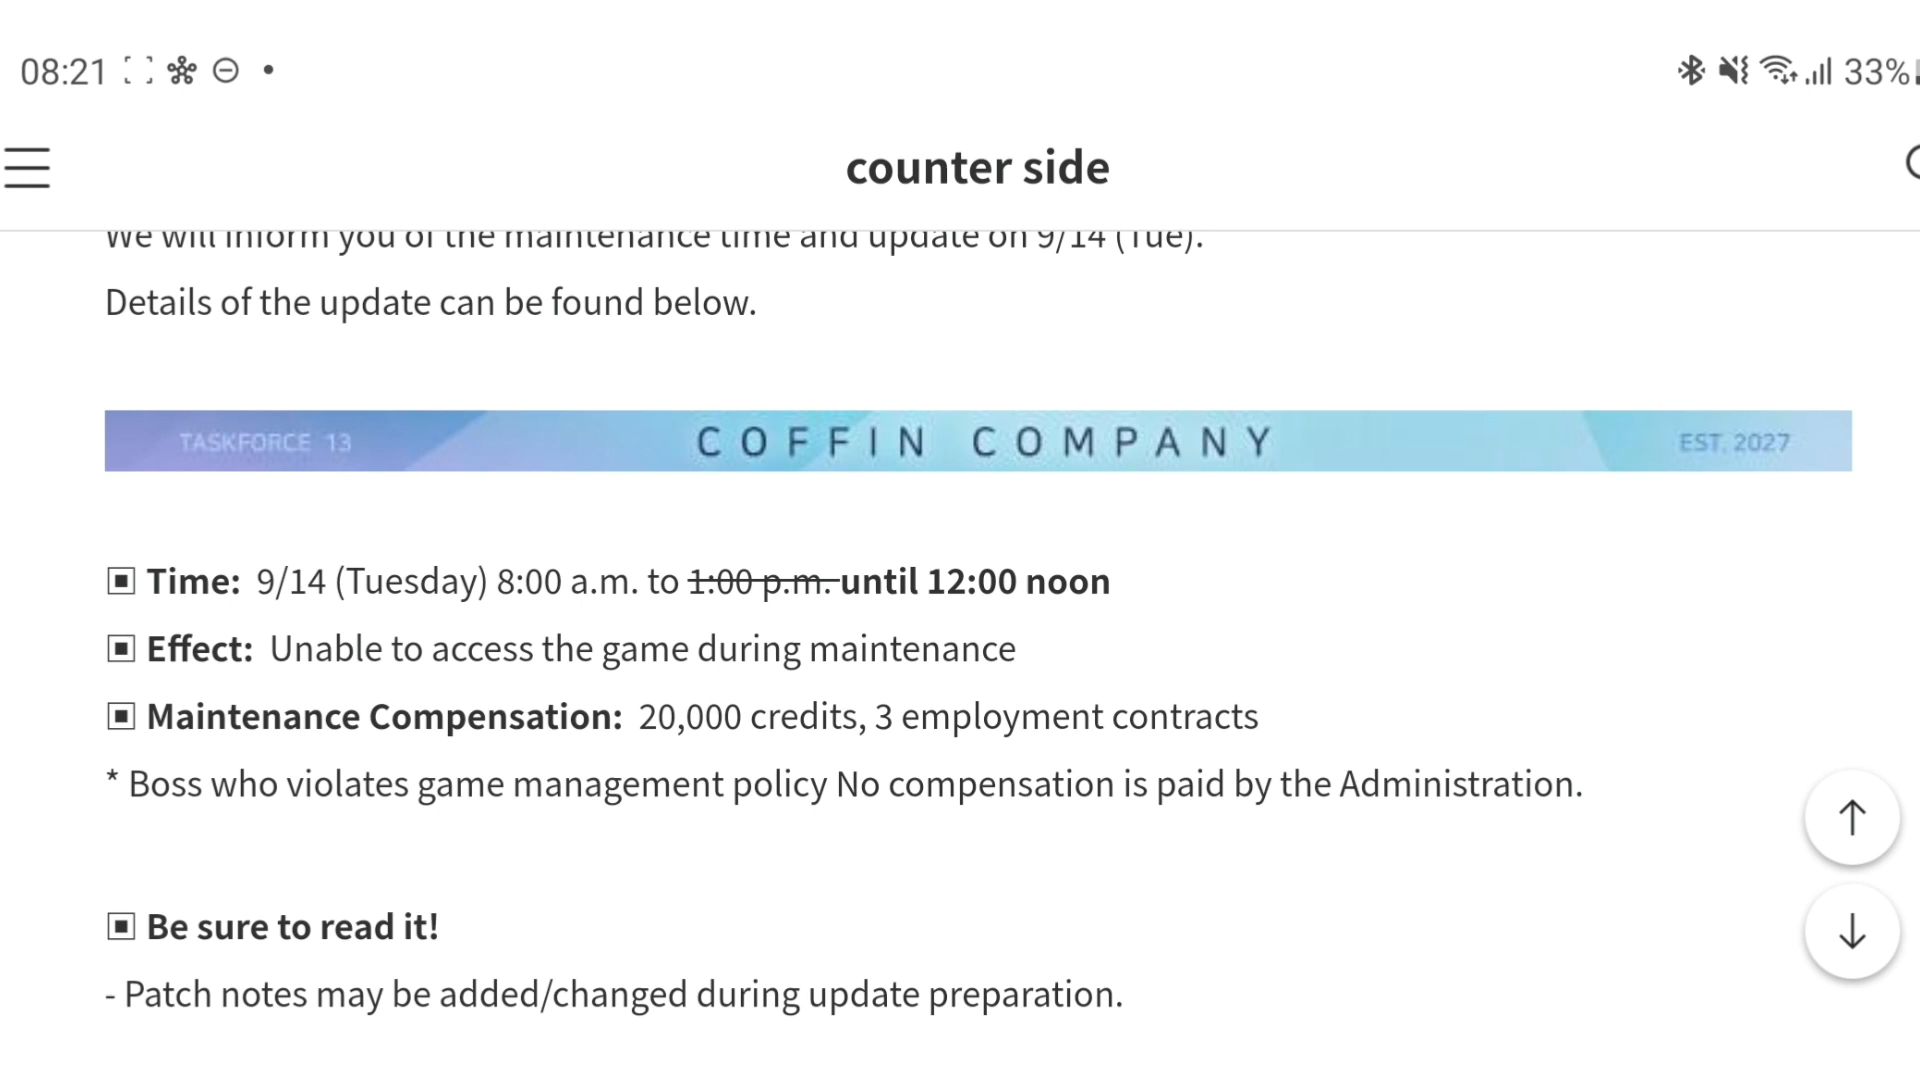 08:21
33%
counter side
We will inform you of the maintenance time and update on 9/14 (Tue).
Details of the update can be found below.
TASKFORCE 13
COFFIN COMPANY
EST. 2027
▣ Time: 9/14 (Tuesday) 8:00 a.m. to 1:00 p.m. until 12:00 noon
▣ Effect: Unable to access the game during maintenance
▣ Maintenance Compensation: 20,000 credits, 3 employment contracts
* Boss who violates game management policy No compensation is paid by the Administration.
▣ Be sure to read it!
- Patch notes may be added/changed during update preparation.